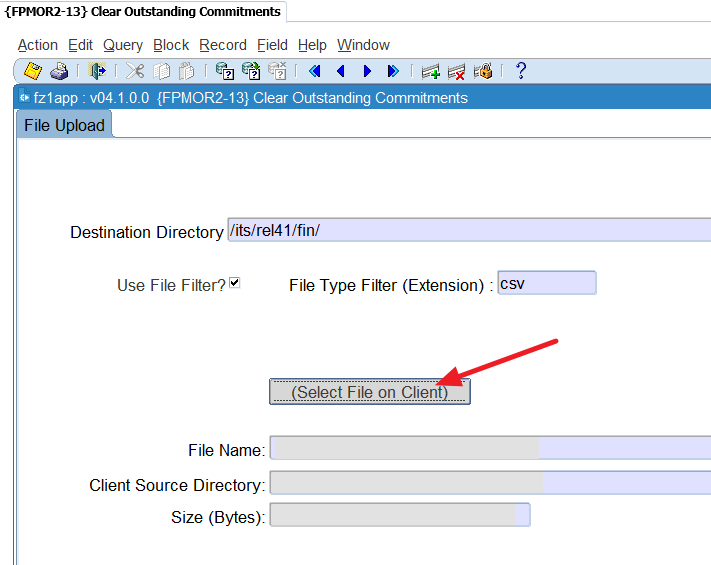 {FPMOR2-13} Clear Outstanding Commitments
Action Edit Query Block Record Field Help Window
fz1app : v04.1.0.0 {FPMOR2-13} Clear Outstanding Commitments
File Upload
Destination Directory /its/rel41/fin/
Use File Filter? File Type Filter (Extension) : csv
(Select File on Client)
File Name:
Client Source Directory:
Size (Bytes):